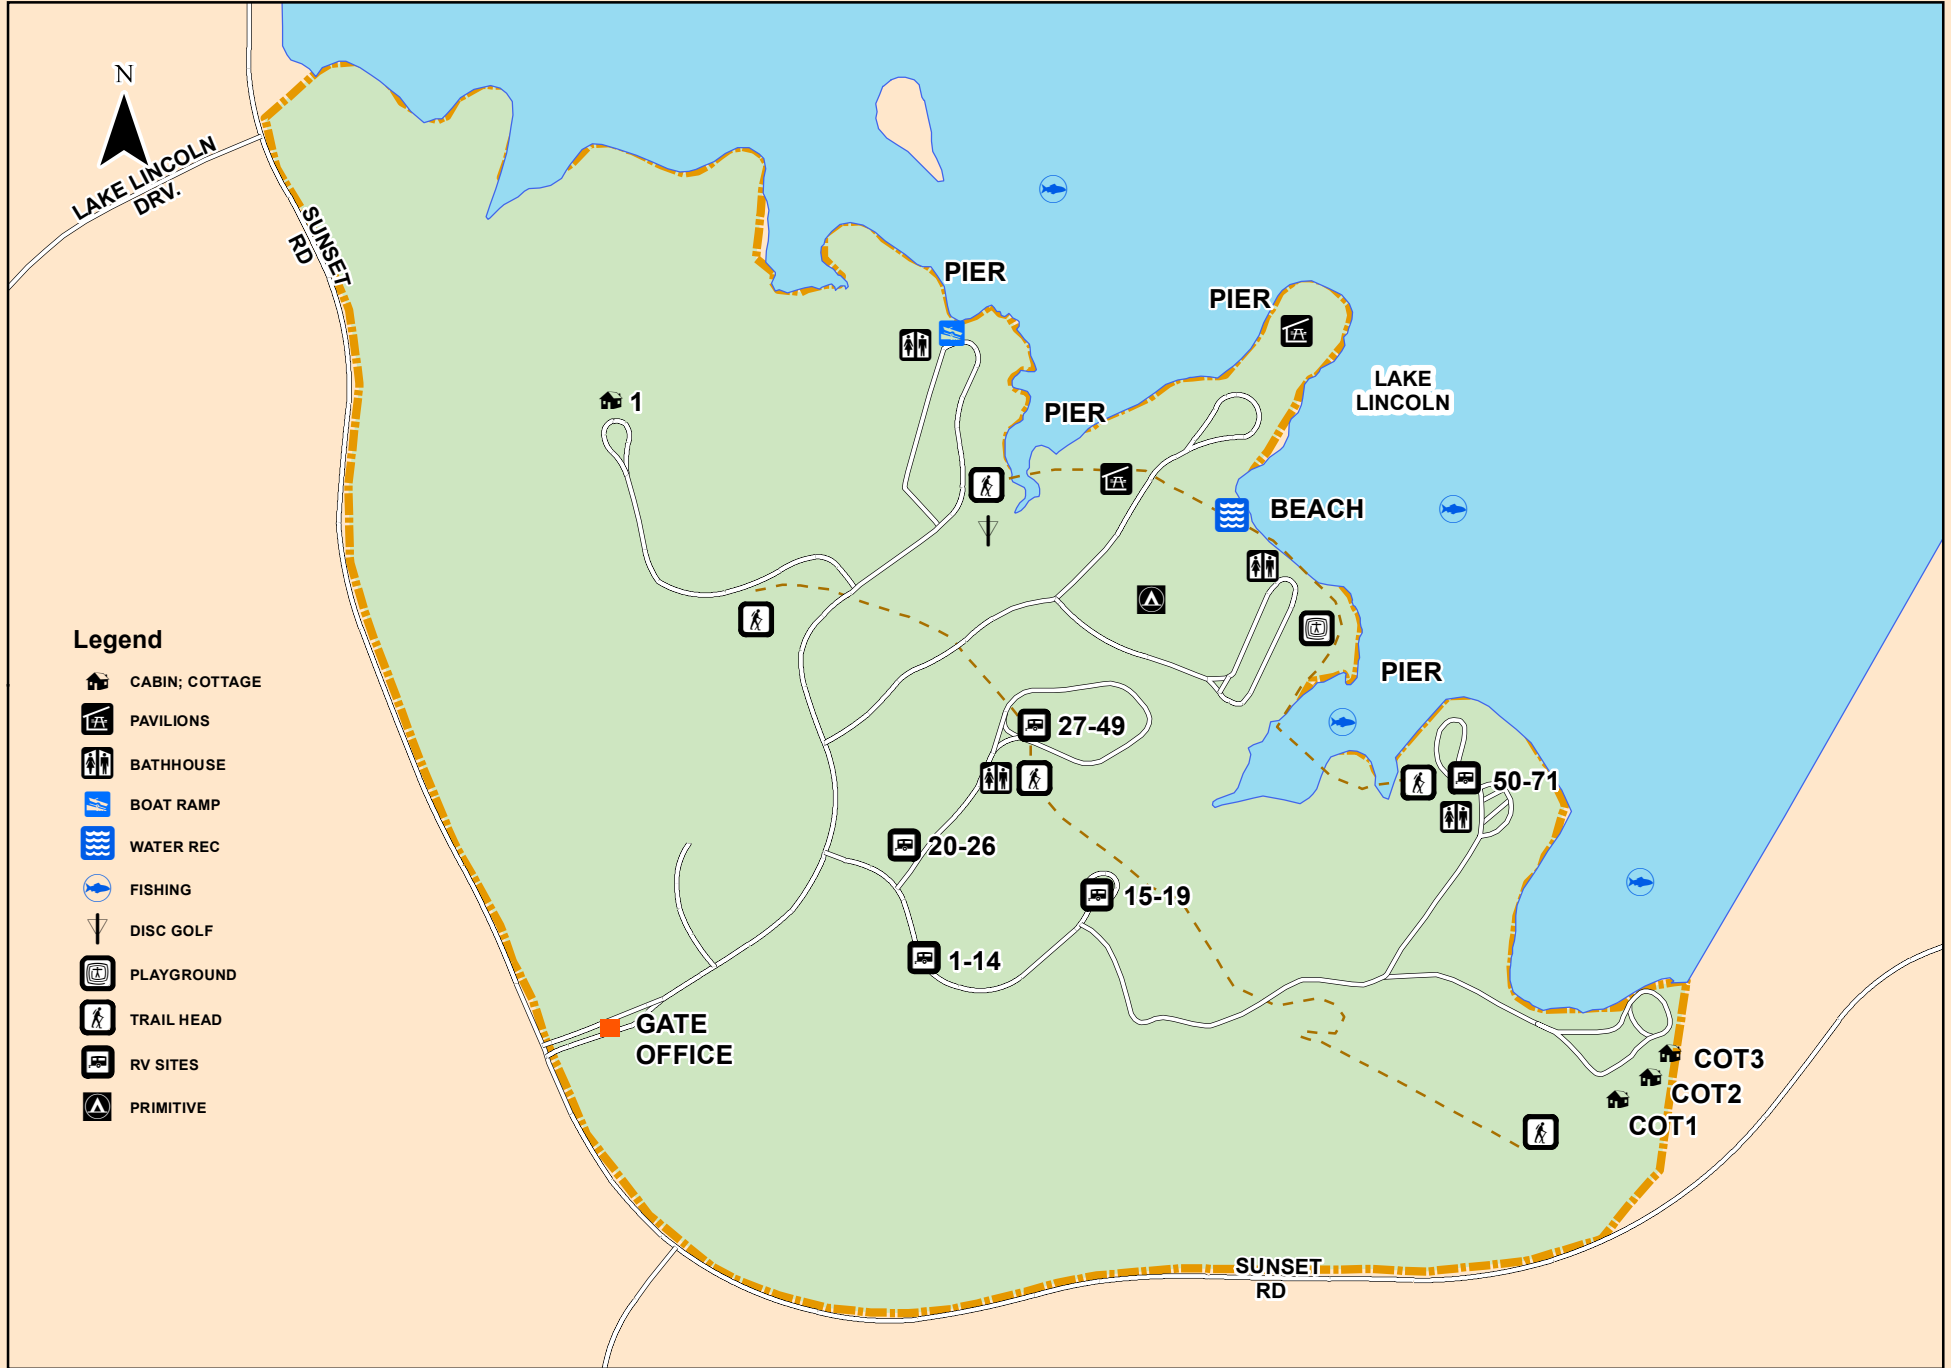 N
LAKE LINCOLN
DRV.
SUNSET
RD
PIER
PIER
LAKE
LINCOLN
1
PIER
BEACH
PIER
27-49
50-71
20-26
15-19
1-14
GATE
OFFICE
COT3
COT2
COT1
SUNSET
RD
Legend
CABIN; COTTAGE
PAVILIONS
BATHHOUSE
BOAT RAMP
WATER REC
FISHING
DISC GOLF
PLAYGROUND
TRAIL HEAD
RV SITES
PRIMITIVE